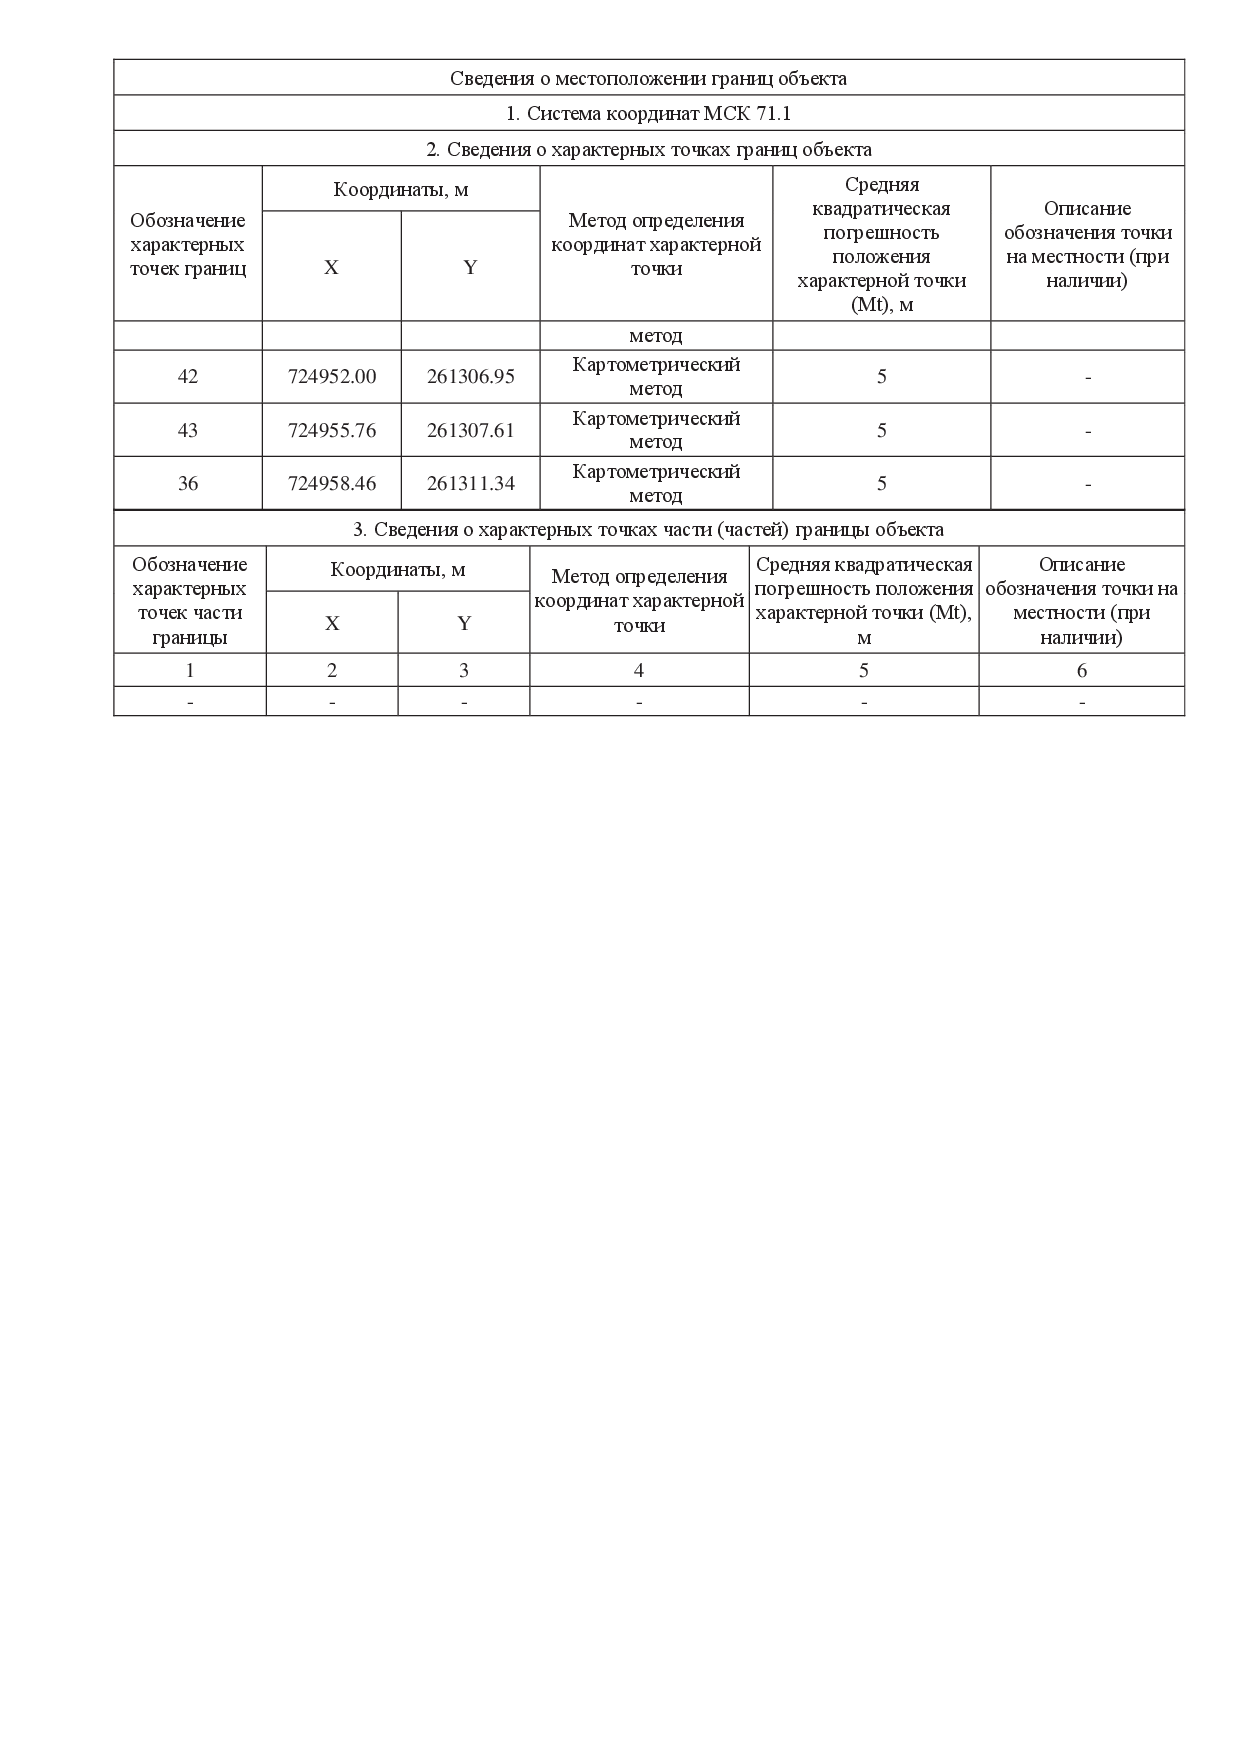 Сведения о местоположении границ объекта
1. Система координат МСК 71.1
2. Сведения о характерных точках границ объекта
Обозначение
характерных
точек границ
Координаты, м
X
Y
Метод определения
координат характерной
точки
Средняя
квадратическая
погрешность
положения
характерной точки
(Mt), м
Описание
обозначения точки
на местности (при
наличии)
метод
42 724952.00 261306.95 Картометрический
метод 5 -
43 724955.76 261307.61 Картометрический
метод 5 -
36 724958.46 261311.34 Картометрический
метод 5 -
3. Сведения о характерных точках части (частей) границы объекта
Обозначение
характерных
точек части
границы
Координаты, м
X
Y
Метод определения
координат характерной
точки
Средняя квадратическая
погрешность положения
характерной точки (Mt),
м
Описание
обозначения точки на
местности (при
наличии)
1 2 3 4 5 6
- - - - - -